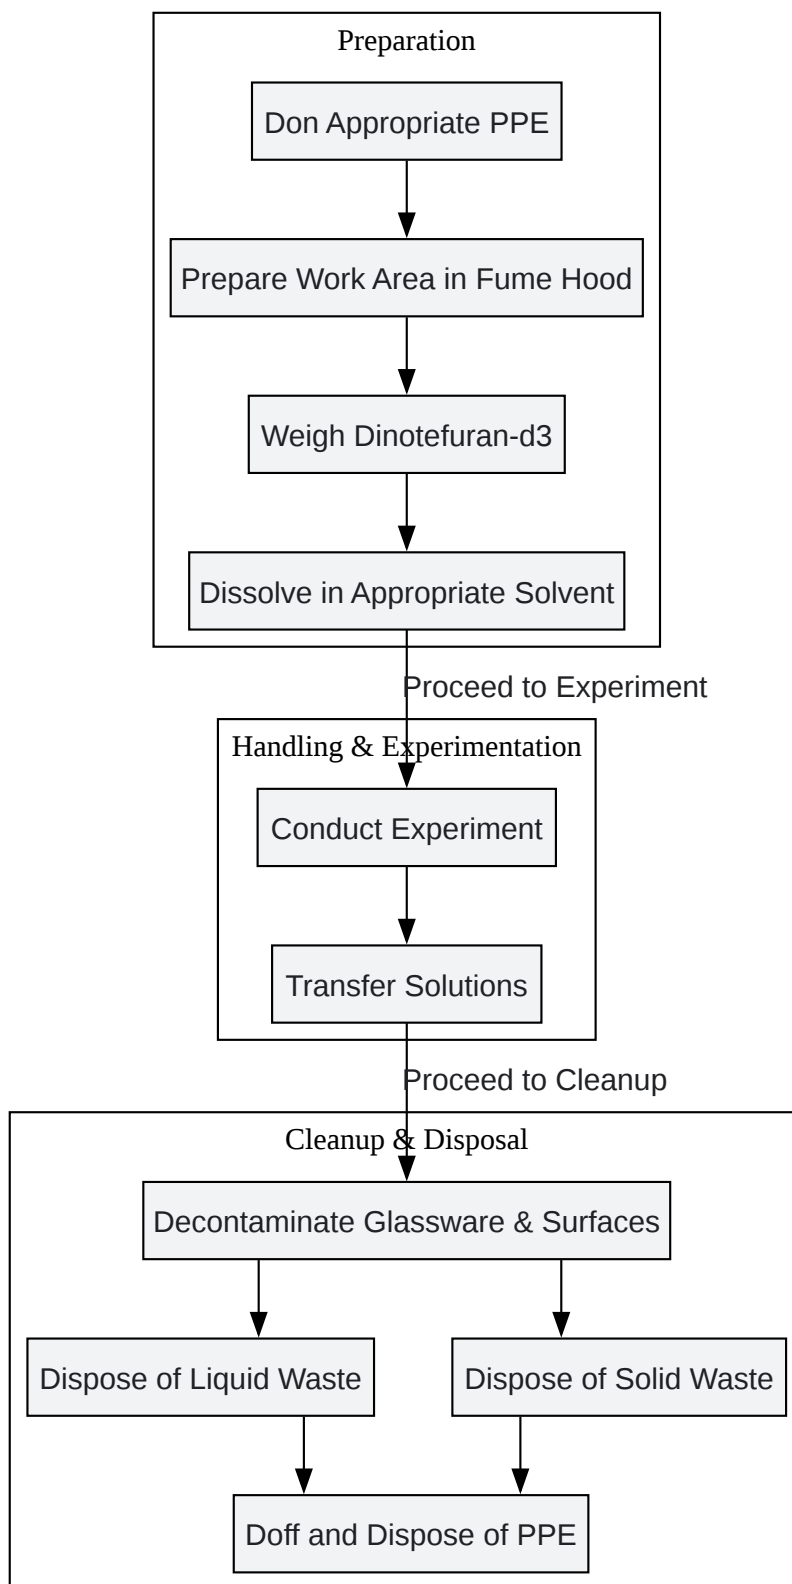 Preparation
Don Appropriate PPE
Prepare Work Area in Fume Hood
Weigh Dinotefuran-d3
Dissolve in Appropriate Solvent
Proceed to Experiment
Handling & Experimentation
Conduct Experiment
Transfer Solutions
Proceed to Cleanup
Cleanup & Disposal
Decontaminate Glassware & Surfaces
Dispose of Liquid Waste
Dispose of Solid Waste
Doff and Dispose of PPE